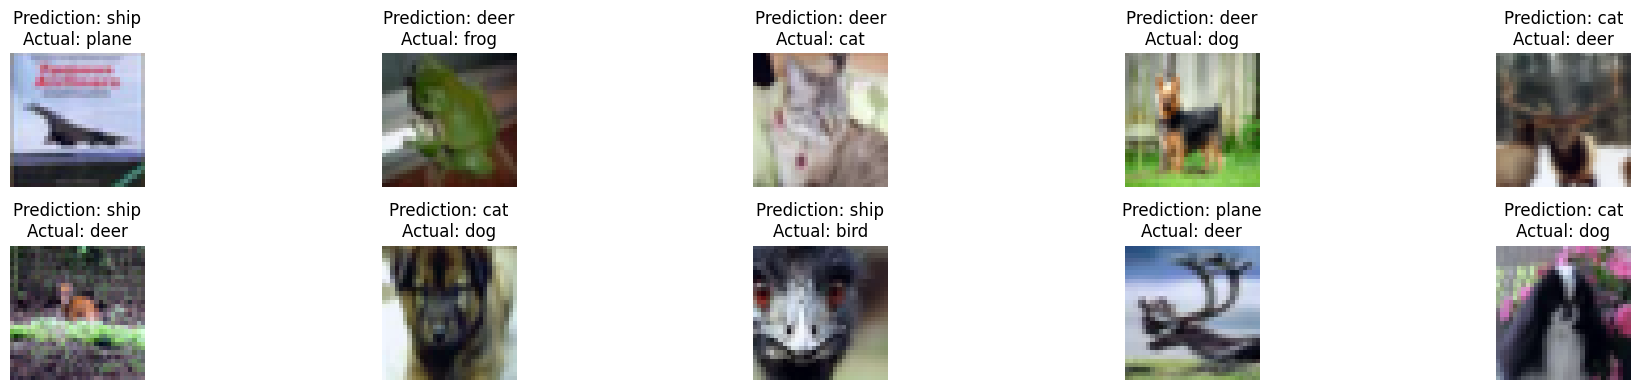 Prediction: ship
Actual: plane
Prediction: deer
Actual: frog
Prediction: deer
Actual: cat
Prediction: deer
Actual: dog
Prediction: cat
Actual: deer
Prediction: ship
Actual: deer
Prediction: cat
Actual: dog
Prediction: ship
Actual: bird
Prediction: plane
Actual: deer
Prediction: cat
Actual: dog